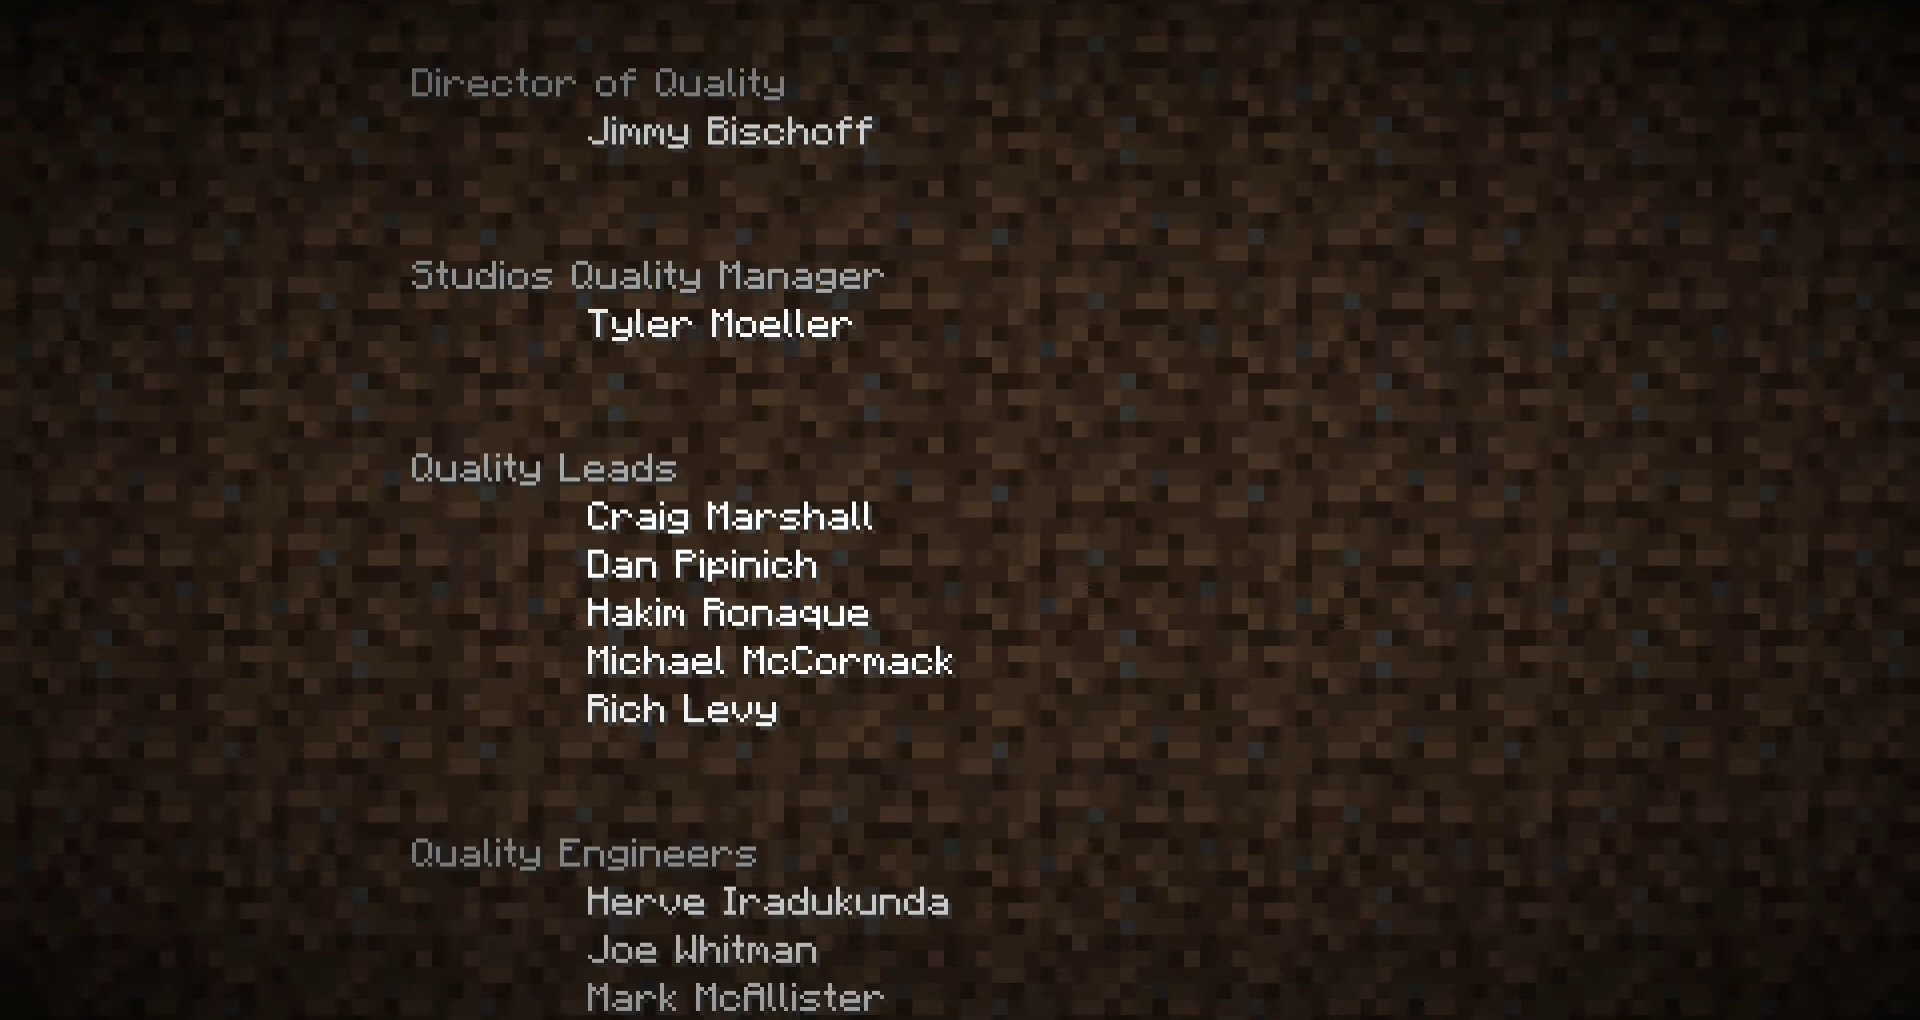 Director of Quality
Jimmy Bischoff
Studios Quality Manager
Tyler Moeller
Quality Leads
Craig Marshall
Dan Pipinich
Hakim Ronaque
Michael McCormack
Rich Levy
Quality Engineers
Herve Iradukunda
Joe Whitman
Mark McAllister